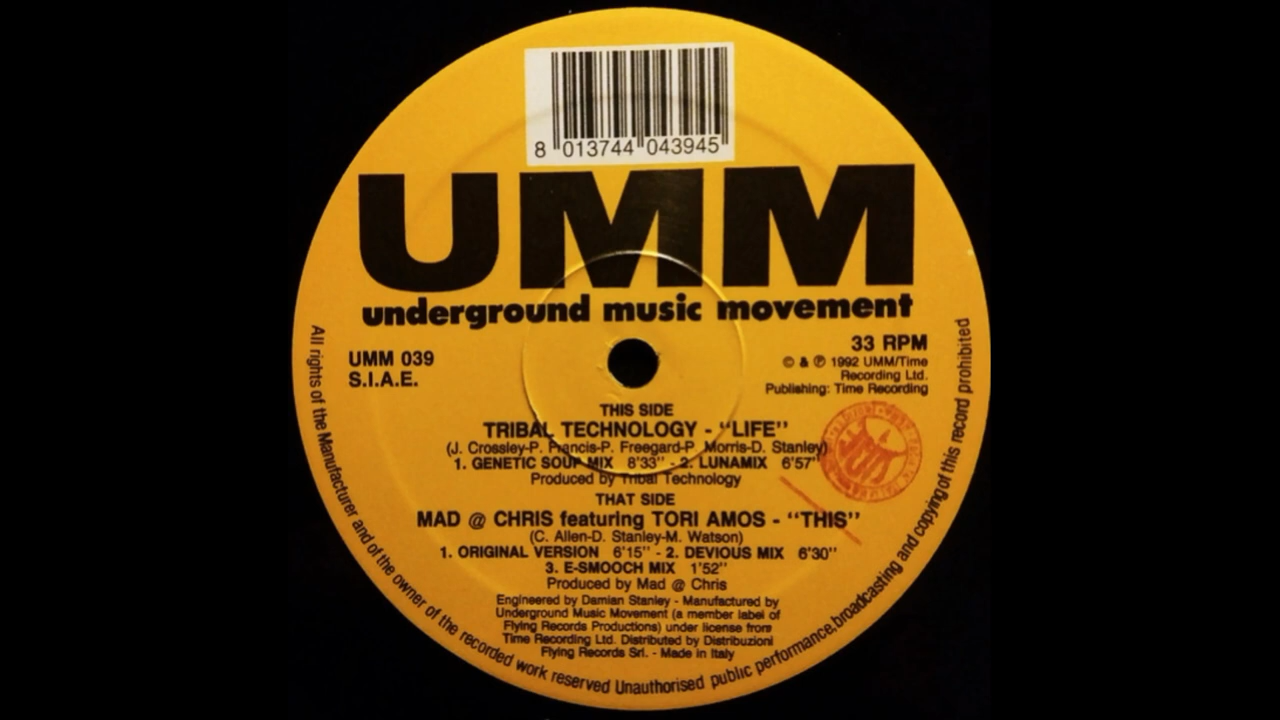 8 013744 043945
UMM
underground music movement
UMM 039
S.I.A.E.
33 RPM
© & ℗ 1992 UMM/Time
Recording Ltd.
Publishing: Time Recording
THIS SIDE
TRIBAL TECHNOLOGY - "LIFE"
(J. Crossley-P. Francis-P. Freegard-P. Morris-D. Stanley)
1. GENETIC SOUP MIX 8'33" - 2. LUNAMIX 6'57"
Produced by Tribal Technology
THAT SIDE
MAD @ CHRIS featuring TORI AMOS - "THIS"
(C. Allen-D. Stanley-M. Watson)
1. ORIGINAL VERSION 6'15" - 2. DEVIOUS MIX 6'30"
3. E-SMOOCH MIX 1'52"
Produced by Mad @ Chris
Engineered by Damian Stanley - Manufactured by
Underground Music Movement (a member label of
Flying Records Productions) under license from
Time Recording Ltd. Distributed by Distribuzioni
Flying Records Srl. - Made in Italy
All rights of the Manufacturer and of the owner of the recorded work reserved Unauthorised public performance, broadcasting and copying of this record prohibited